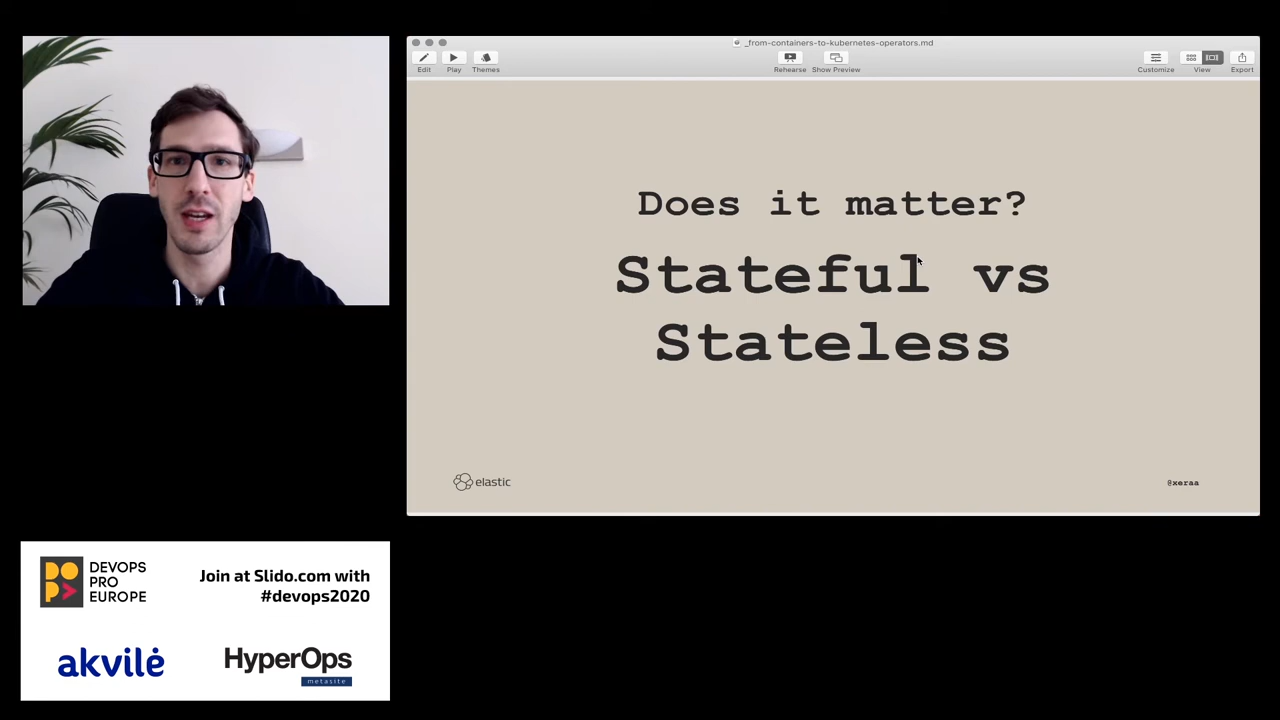 _from-containers-to-kubernetes-operators.md
Edit
Play
Themes
Rehearse
Show Preview
Customize
View
Export
Does it matter?
Stateful vs
Stateless
elastic
@xeraa
DEVOPS
PRO
EUROPE
Join at Slido.com with
#devops2020
akvilė
HyperOps
metasite